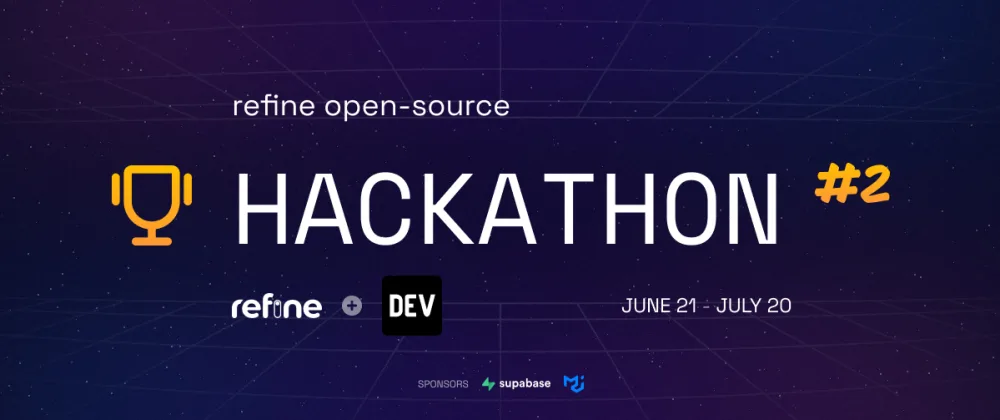 refine open-source
HACKATHON #2
refine + DEV
JUNE 21 - JULY 20
SPONSORS supabase